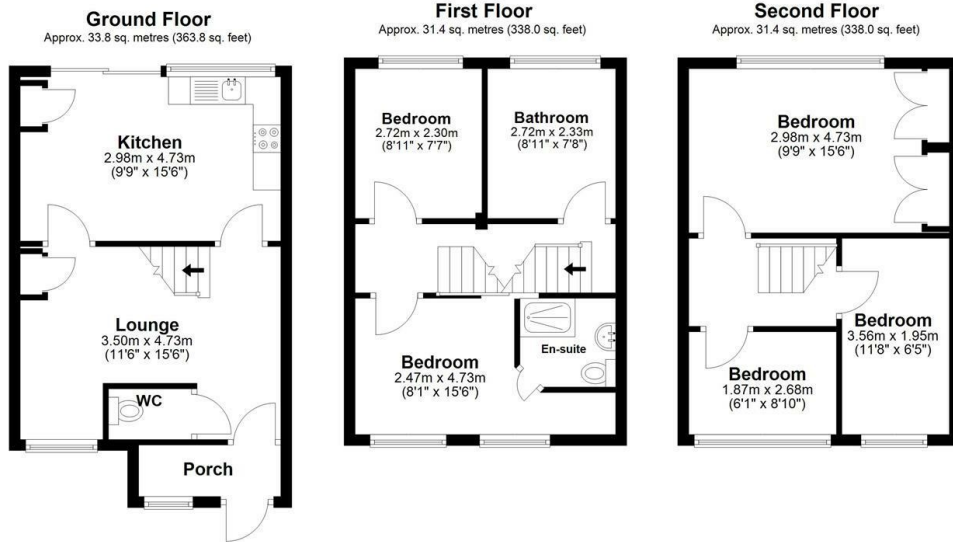 Ground Floor
Approx. 33.8 sq. metres (363.8 sq. feet)
Kitchen
2.98m x 4.73m
(9'9" x 15'6")
Lounge
3.50m x 4.73m
(11'6" x 15'6")
WC
Porch
First Floor
Approx. 31.4 sq. metres (338.0 sq. feet)
Bedroom
2.72m x 2.30m
(8'11" x 7'7")
Bathroom
2.72m x 2.33m
(8'11" x 7'8")
Bedroom
2.47m x 4.73m
(8'1" x 15'6")
En-suite
Second Floor
Approx. 31.4 sq. metres (338.0 sq. feet)
Bedroom
2.98m x 4.73m
(9'9" x 15'6")
Bedroom
3.56m x 1.95m
(11'8" x 6'5")
Bedroom
1.87m x 2.68m
(6'1" x 8'10")